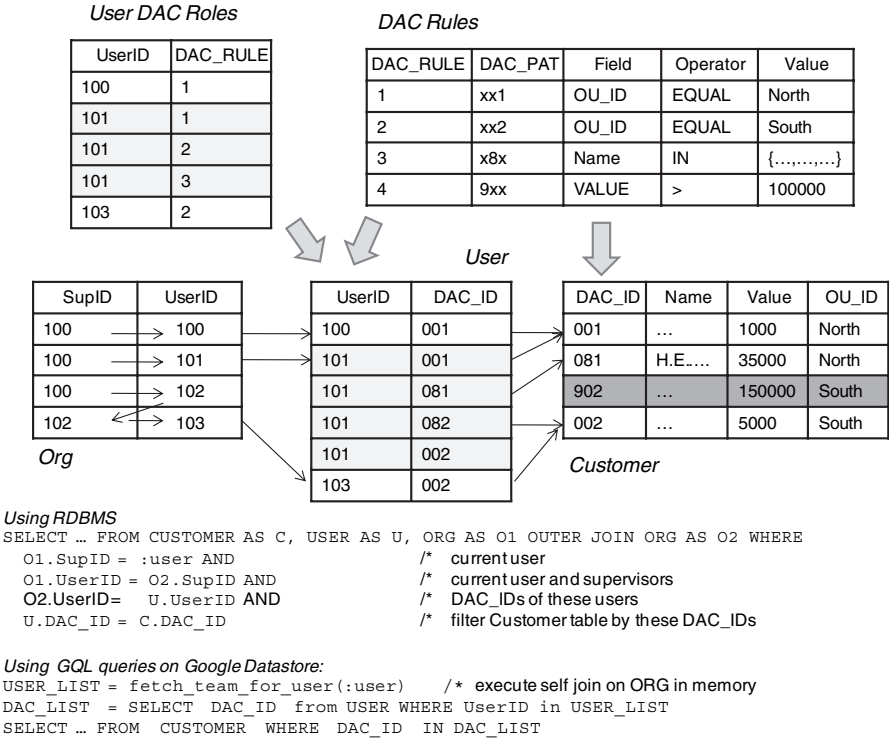 User DAC Roles
UserID DAC_RULE
100 1
101 1
101 2
101 3
103 2
DAC Rules
DAC_RULE DAC_PAT Field Operator Value
1 xx1 OU_ID EQUAL North
2 xx2 OU_ID EQUAL South
3 x8x Name IN {...,...,...}
4 9xx VALUE > 100000
SupID UserID
100 100
100 101
100 102
102 103
Org
User
UserID DAC_ID
100 001
101 001
101 081
101 082
101 002
103 002
DAC_ID Name Value OU_ID
001 ... 1000 North
081 H.E..... 35000 North
902 ... 150000 South
002 ... 5000 South
Customer
Using RDBMS
SELECT … FROM CUSTOMER AS C, USER AS U, ORG AS O1 OUTER JOIN ORG AS O2 WHERE
O1.SupID = :user AND /* current user
O1.UserID = O2.SupID AND /* current user and supervisors
O2.UserID= U.UserID AND /* DAC_IDs of these users
U.DAC_ID = C.DAC_ID /* filter Customer table by these DAC_IDs
Using GQL queries on Google Datastore:
USER_LIST = fetch_team_for_user(:user) /* execute self join on ORG in memory
DAC_LIST = SELECT DAC_ID from USER WHERE UserID in USER_LIST
SELECT … FROM CUSTOMER WHERE DAC_ID IN DAC_LIST